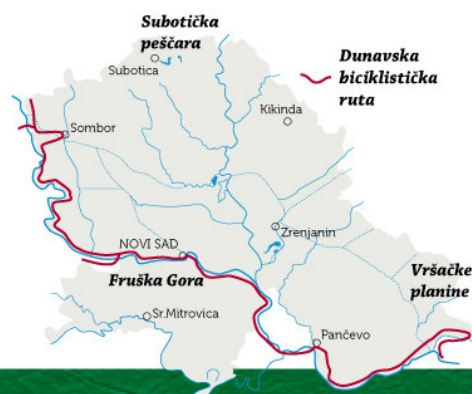 Subotička
peščara
Subotica
Dunavska
biciklistička
ruta
Kikinda
Sombor
Zrenjanin
NOVI SAD
Fruška Gora
Vršačke
planine
Sr.Mitrovica
Pančevo